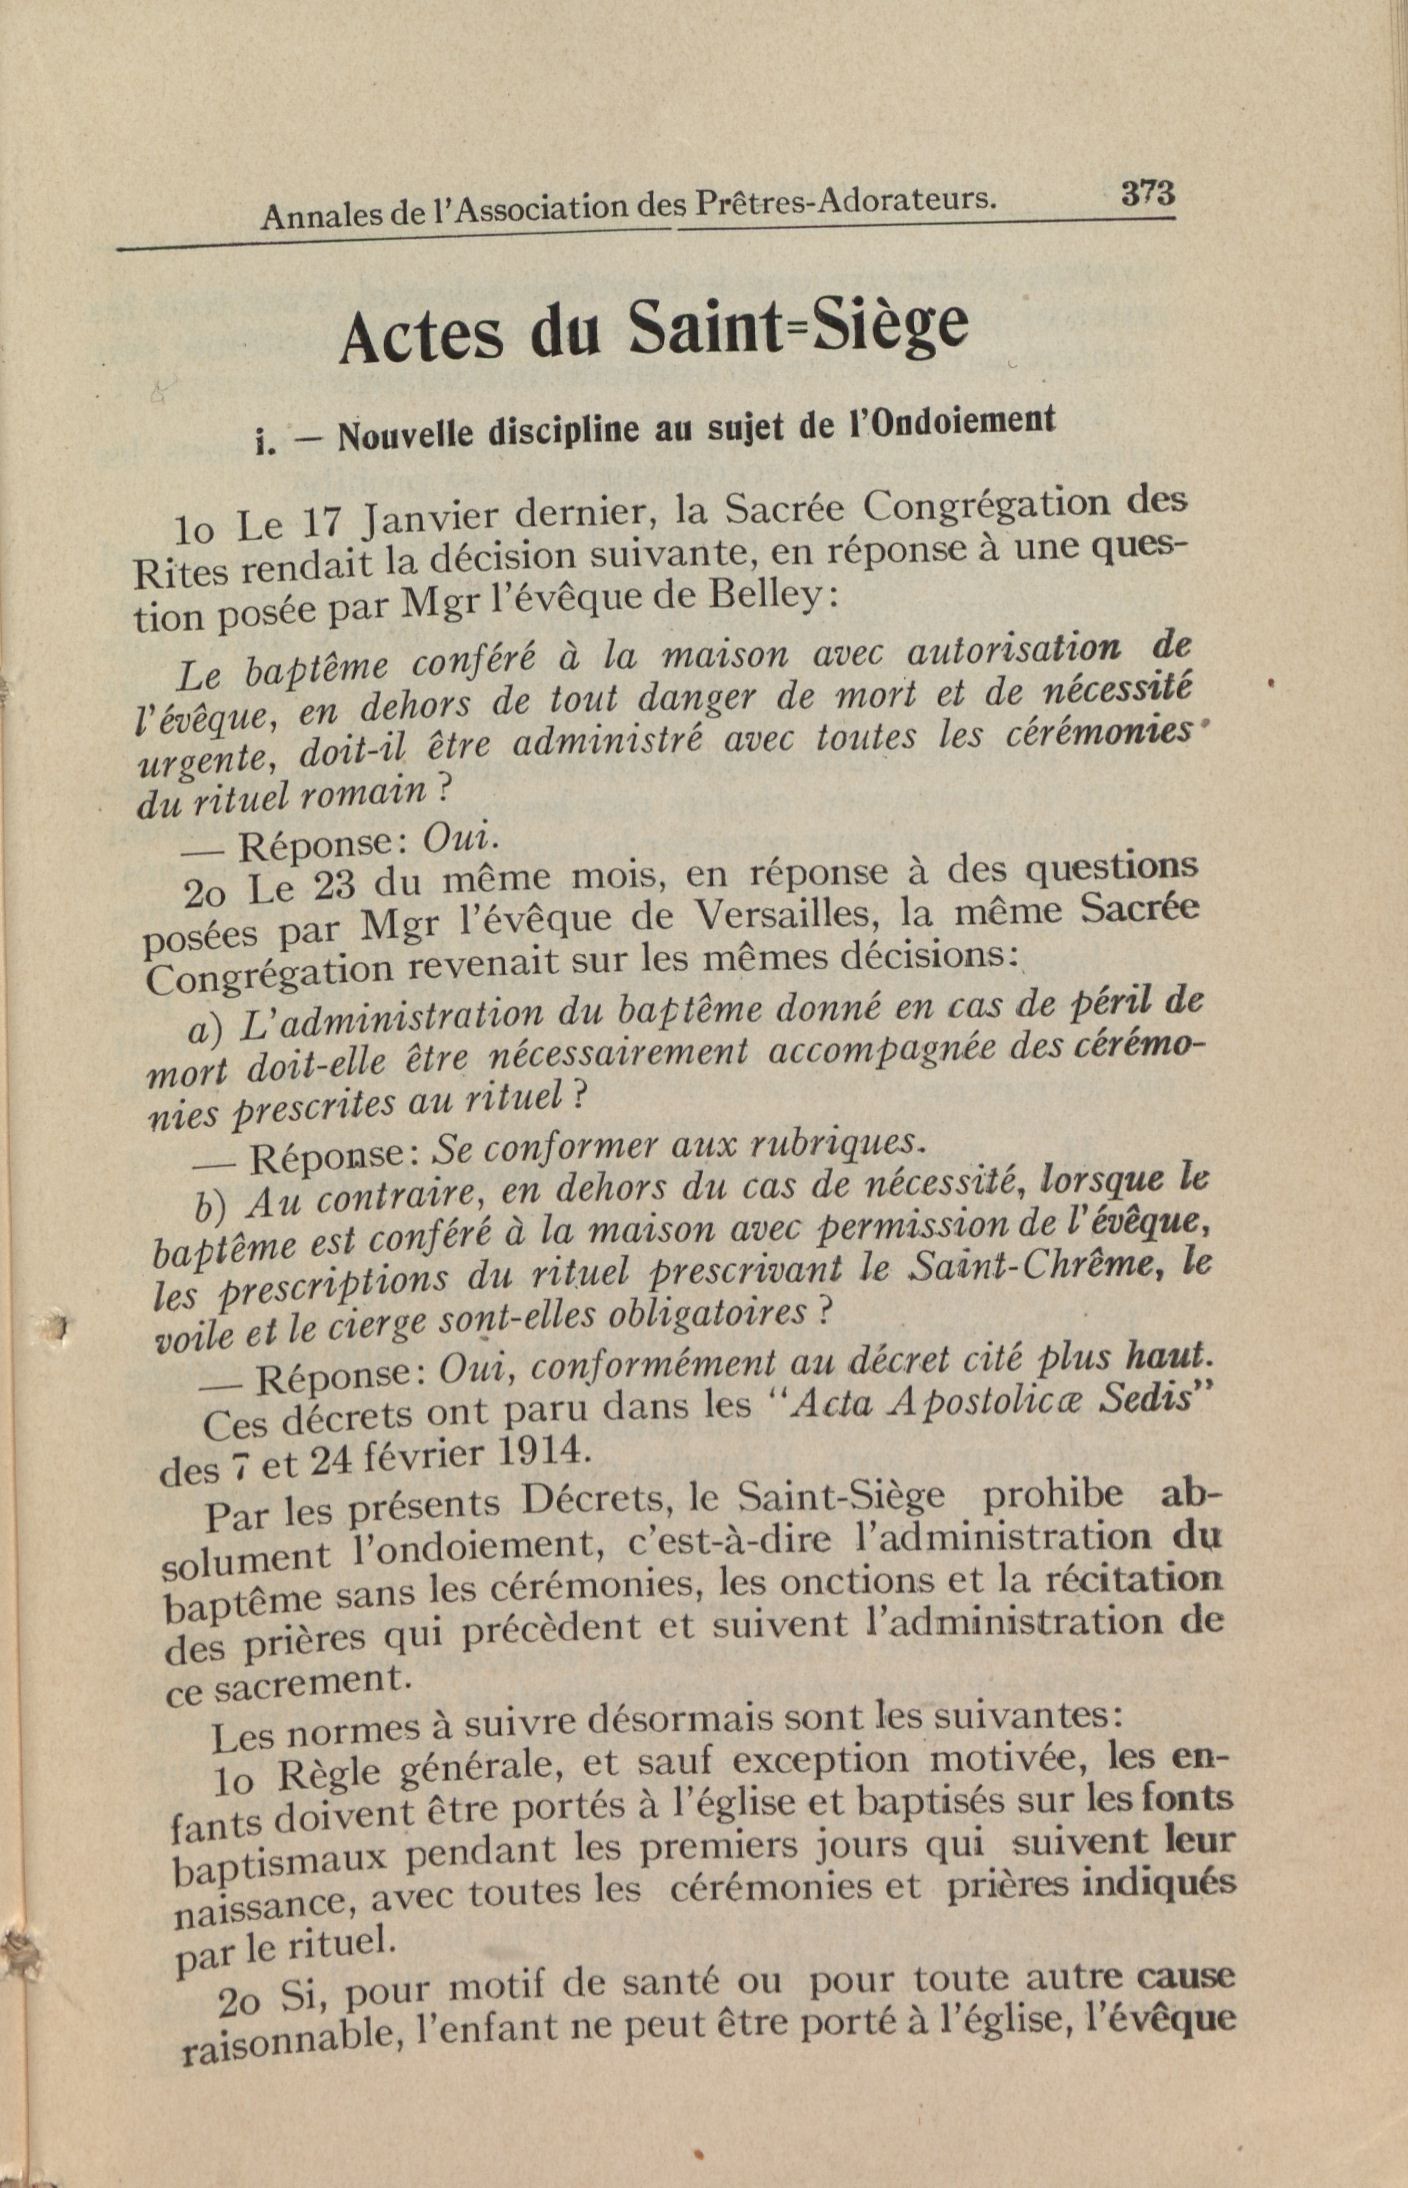 Annales de l'Association des Prêtres-Adorateurs. 373
Actes du Saint=Siège
i. — Nouvelle discipline au sujet de l'Ondoiement
1o Le 17 Janvier dernier, la Sacrée Congrégation des
Rites rendait la décision suivante, en réponse à une ques-
tion posée par Mgr l'évêque de Belley:
Le baptême conféré à la maison avec autorisation de
l'évêque, en dehors de tout danger de mort et de nécessité
urgente, doit-il être administré avec toutes les cérémonies
du rituel romain ?
— Réponse: Oui.
2o Le 23 du même mois, en réponse à des questions
posées par Mgr l'évêque de Versailles, la même Sacrée
Congrégation revenait sur les mêmes décisions:
a) L'administration du baptême donné en cas de péril de
mort doit-elle être nécessairement accompagnée des cérémo-
nies prescrites au rituel ?
— Réponse: Se conformer aux rubriques.
b) Au contraire, en dehors du cas de nécessité, lorsque le
baptême est conféré à la maison avec permission de l'évêque,
les prescriptions du rituel prescrivant le Saint-Chrême, le
voile et le cierge sont-elles obligatoires ?
— Réponse: Oui, conformément au décret cité plus haut.
Ces décrets ont paru dans les "Acta Apostolicæ Sedis"
des 7 et 24 février 1914.
Par les présents Décrets, le Saint-Siège prohibe ab-
solument l'ondoiement, c'est-à-dire l'administration du
baptême sans les cérémonies, les onctions et la récitation
des prières qui précèdent et suivent l'administration de
ce sacrement.
Les normes à suivre désormais sont les suivantes:
1o Règle générale, et sauf exception motivée, les en-
fants doivent être portés à l'église et baptisés sur les fonts
baptismaux pendant les premiers jours qui suivent leur
naissance, avec toutes les cérémonies et prières indiqués
par le rituel.
2o Si, pour motif de santé ou pour toute autre cause
raisonnable, l'enfant ne peut être porté à l'église, l'évêque